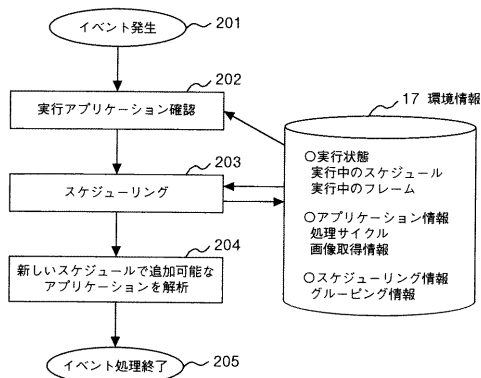 イベント発生
201
202
実行アプリケーション確認
203
スケジューリング
204
新しいスケジュールで追加可能な
アプリケーションを解析
イベント処理終了
205
17 環境情報
○実行状態
実行中のスケジュール
実行中のフレーム
○アプリケーション情報
処理サイクル
画像取得情報
○スケジューリング情報
グルーピング情報